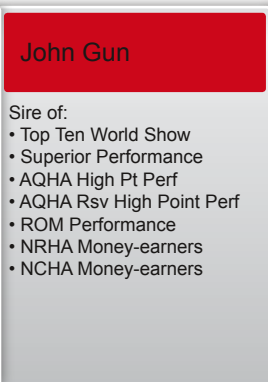 John Gun
Sire of:
• Top Ten World Show
• Superior Performance
• AQHA High Pt Perf
• AQHA Rsv High Point Perf
• ROM Performance
• NRHA Money-earners
• NCHA Money-earners